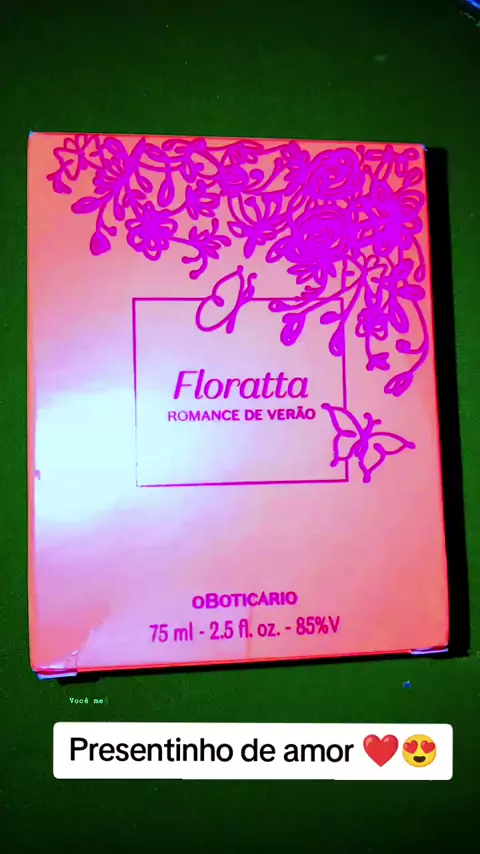 Floratta
ROMANCE DE VERÃO
oBOTICÁRIO
75 ml - 2.5 fl. oz. - 85%V
Você me
Presentinho de amor ❤️😍